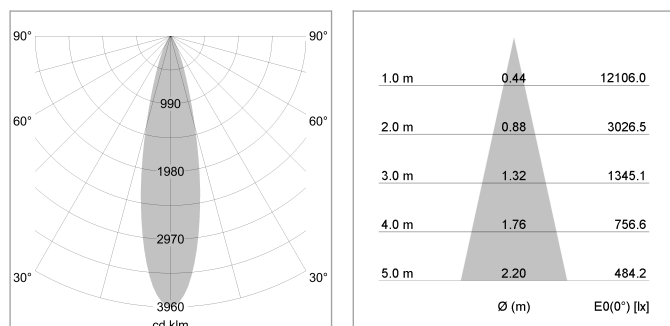 90°
90°
990
60°
60°
1980
2970
30°
30°
3960
cd klm
1.0 m 0.44 12106.0
2.0 m 0.88 3026.5
3.0 m 1.32 1345.1
4.0 m 1.76 756.6
5.0 m 2.20 484.2
Ø (m) E0(0°) [lx]